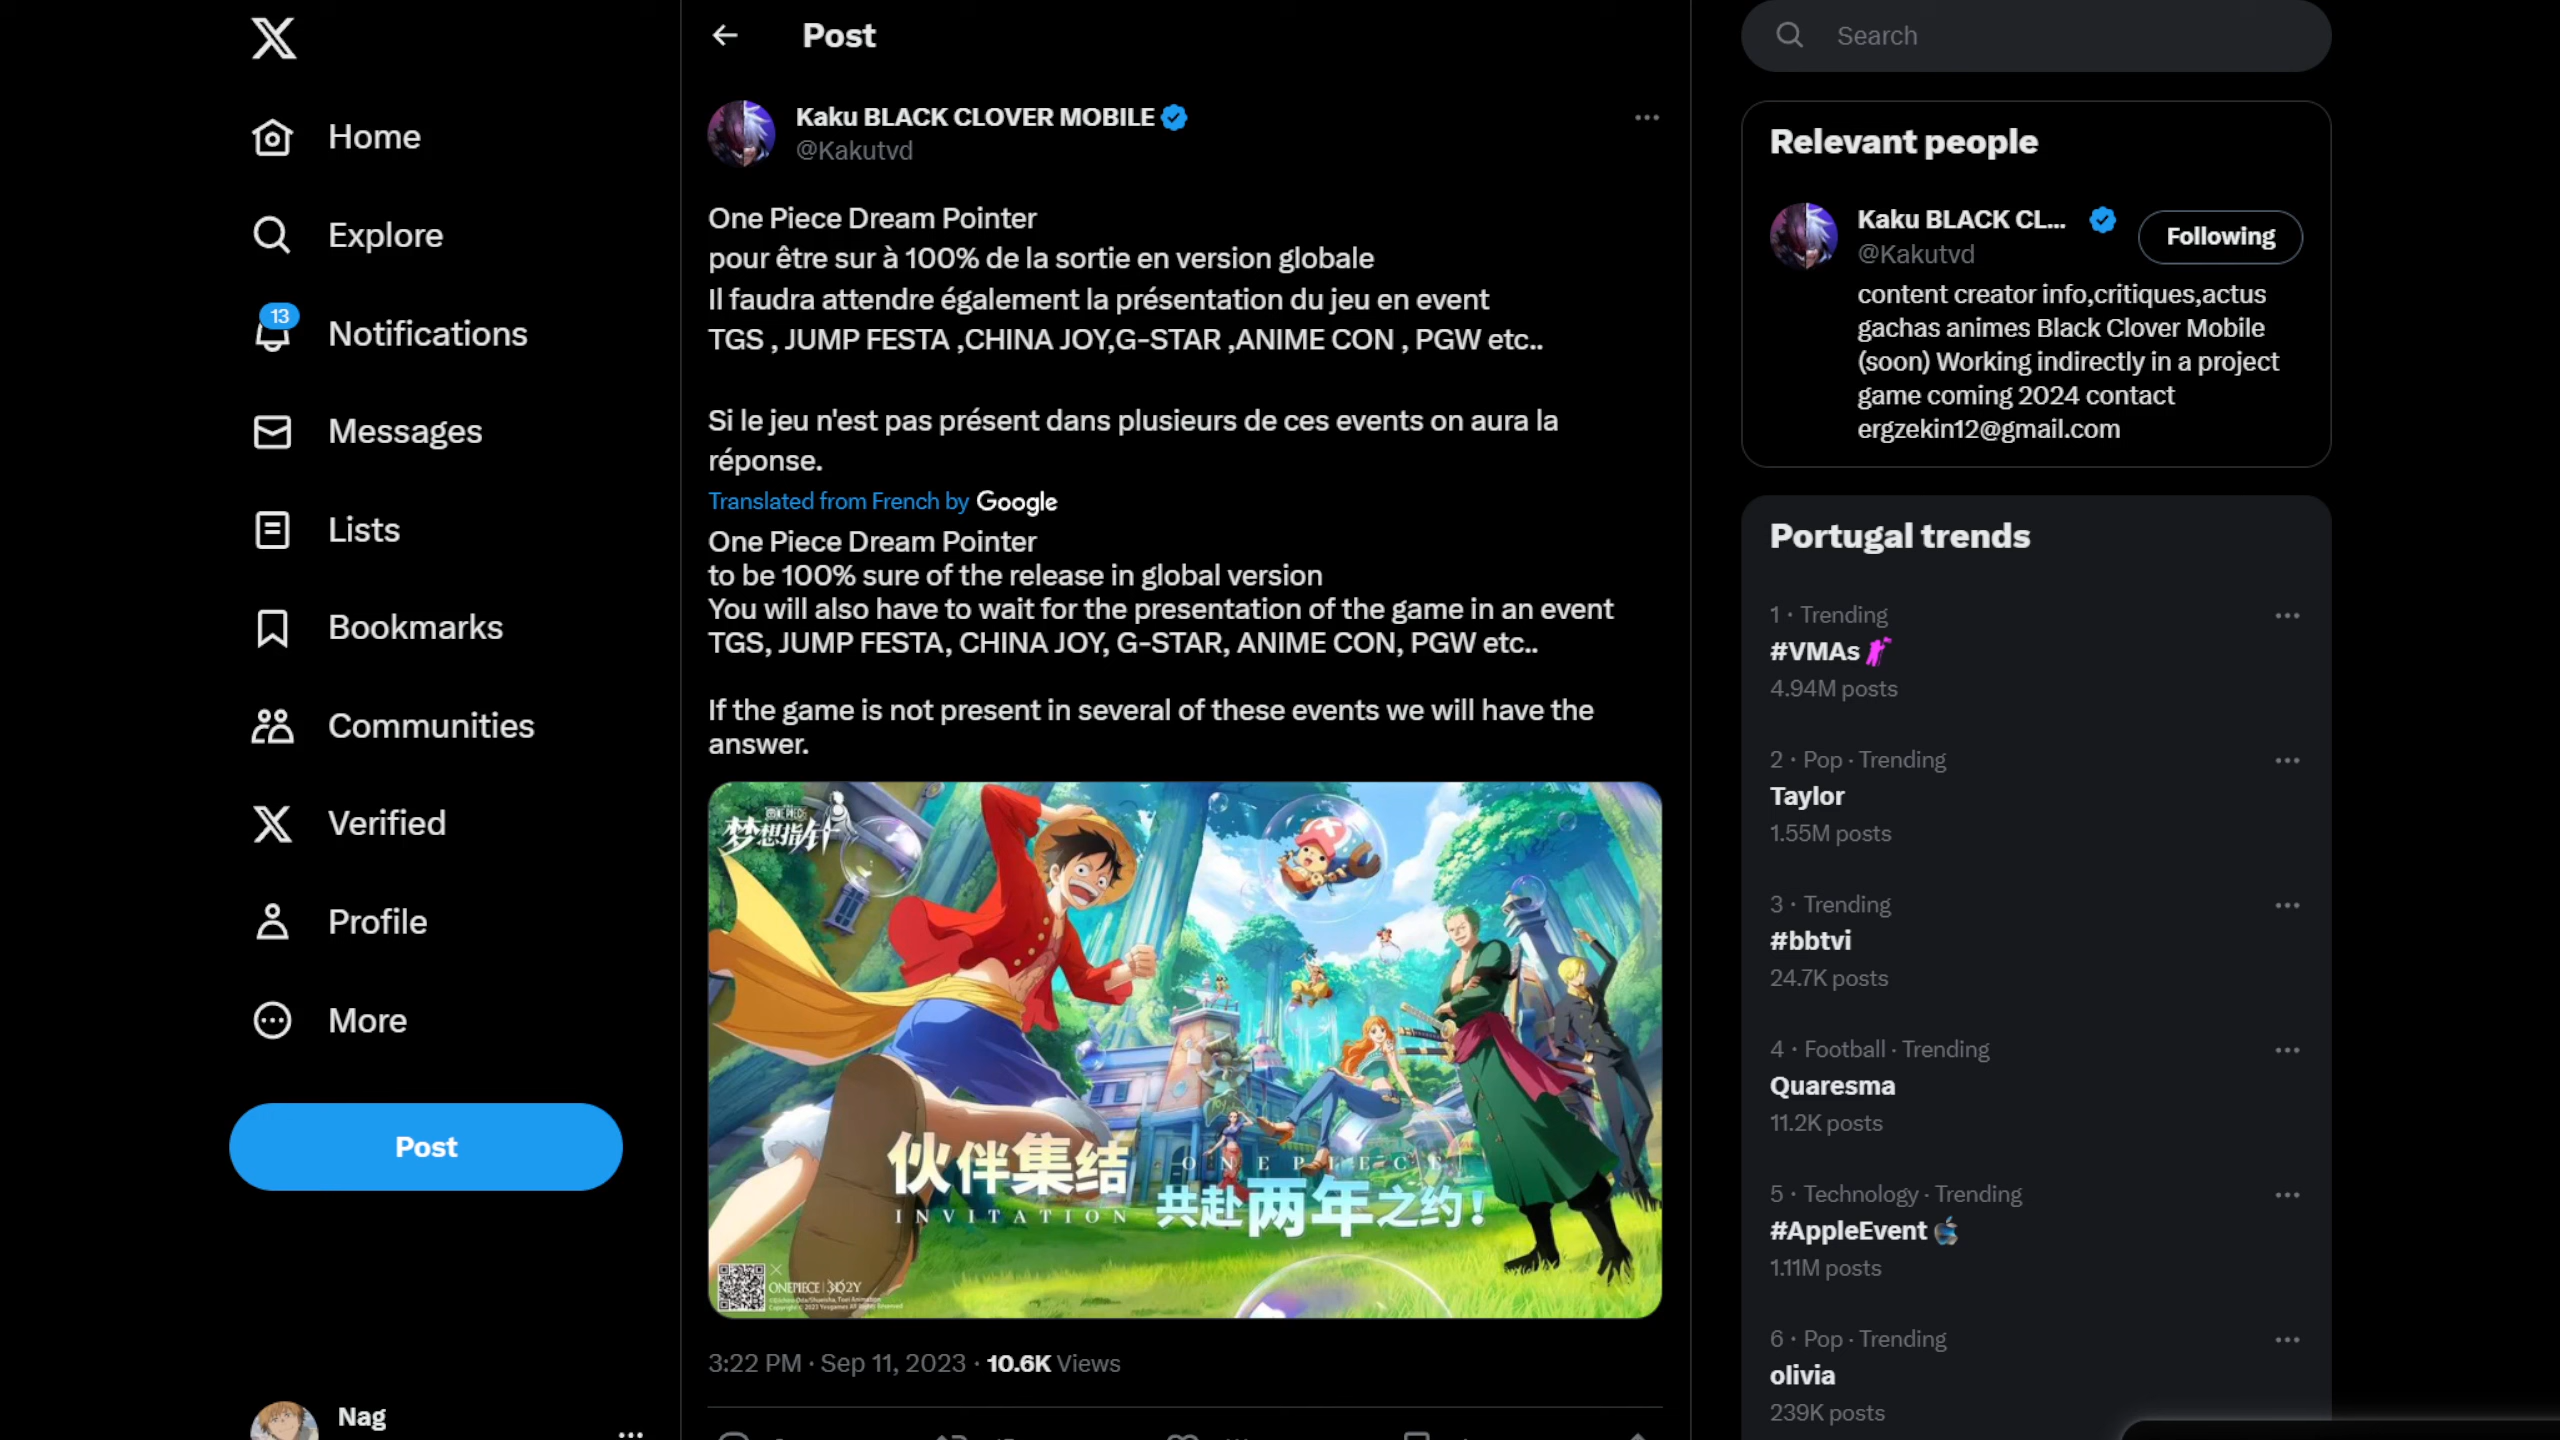 Home
Explore
13
Notifications
Messages
Lists
Bookmarks
Communities
Verified
Profile
More
Post
Nag
Post
Kaku BLACK CLOVER MOBILE
@Kakutvd
One Piece Dream Pointer
pour être sur à 100% de la sortie en version globale
Il faudra attendre également la présentation du jeu en event
TGS , JUMP FESTA ,CHINA JOY,G-STAR ,ANIME CON , PGW etc..
Si le jeu n'est pas présent dans plusieurs de ces events on aura la
réponse.
Translated from French by Google
One Piece Dream Pointer
to be 100% sure of the release in global version
You will also have to wait for the presentation of the game in an event
TGS, JUMP FESTA, CHINA JOY, G-STAR, ANIME CON, PGW etc..
If the game is not present in several of these events we will have the
answer.
ONE PIECE
梦想指针
伙伴集结
INVITATION
ONE PIECE
共赴两年之约!
ONEPIECE | 3D2Y
3:22 PM · Sep 11, 2023 · 10.6K Views
Search
Relevant people
Kaku BLACK CL...
@Kakutvd
Following
content creator info,critiques,actus
gachas animes Black Clover Mobile
(soon) Working indirectly in a project
game coming 2024 contact
ergzekin12@gmail.com
Portugal trends
1 · Trending
#VMAs
4.94M posts
2 · Pop · Trending
Taylor
1.55M posts
3 · Trending
#bbtvi
24.7K posts
4 · Football · Trending
Quaresma
11.2K posts
5 · Technology · Trending
#AppleEvent
1.11M posts
6 · Pop · Trending
olivia
239K posts